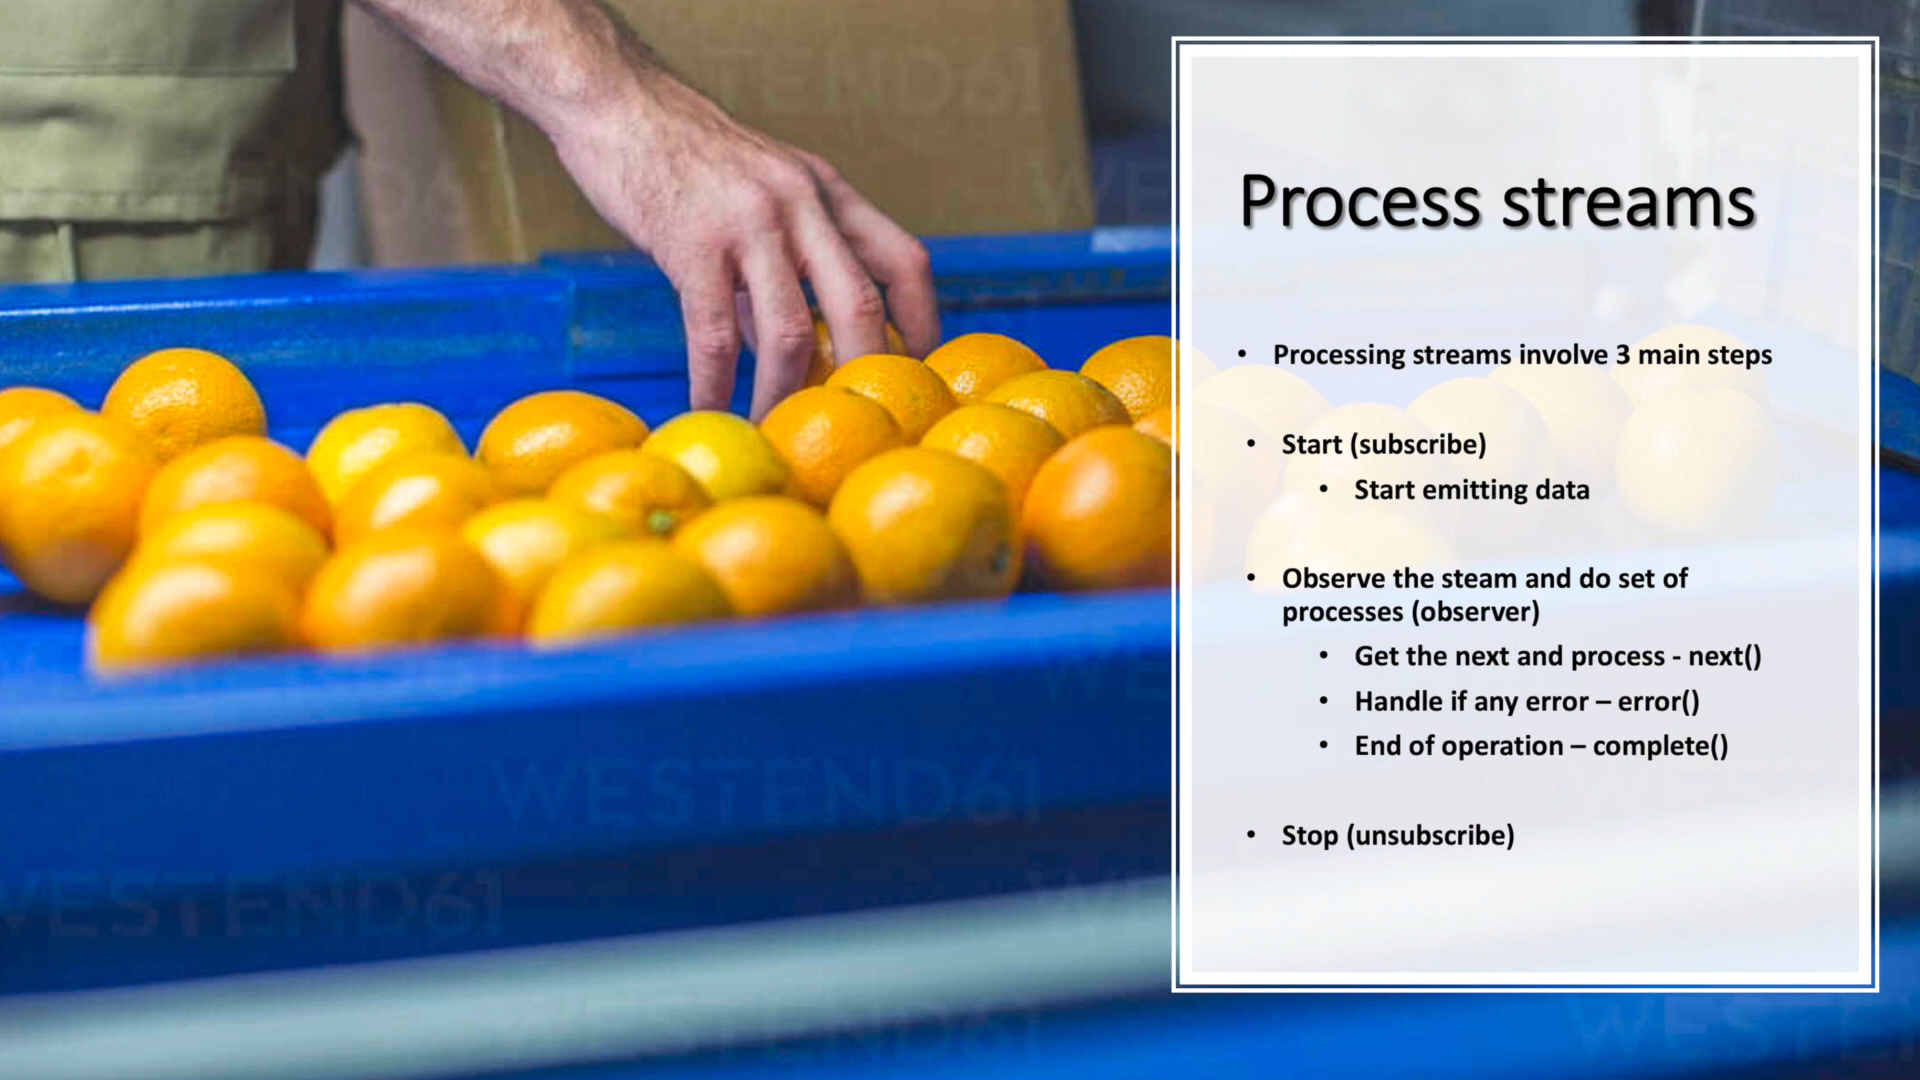 Process streams
• Processing streams involve 3 main steps
• Start (subscribe)
• Start emitting data
• Observe the steam and do set of
processes (observer)
• Get the next and process - next()
• Handle if any error – error()
• End of operation – complete()
• Stop (unsubscribe)
WESTEND61
WESTEND61